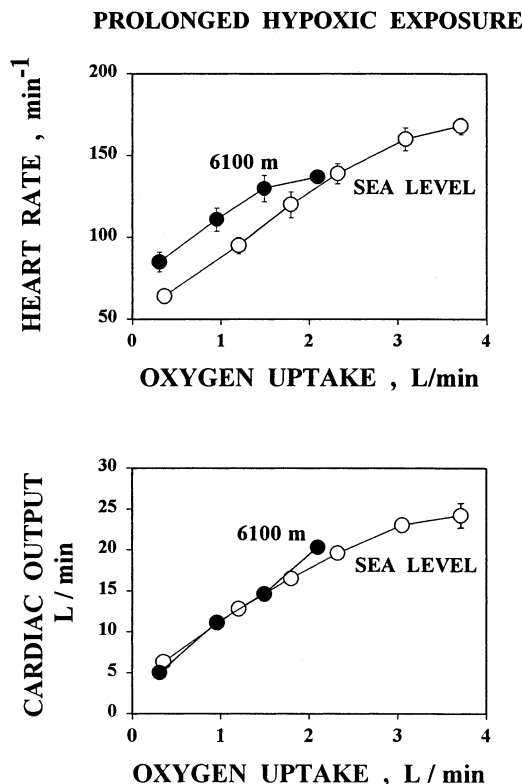 PROLONGED HYPOXIC EXPOSURE
HEART RATE , min-1
200
150
100
50
6100 m
SEA LEVEL
0 1 2 3 4
OXYGEN UPTAKE , L/min
CARDIAC OUTPUT
L / min
30
25
20
15
10
5
0
6100 m
SEA LEVEL
0 1 2 3 4
OXYGEN UPTAKE , L / min